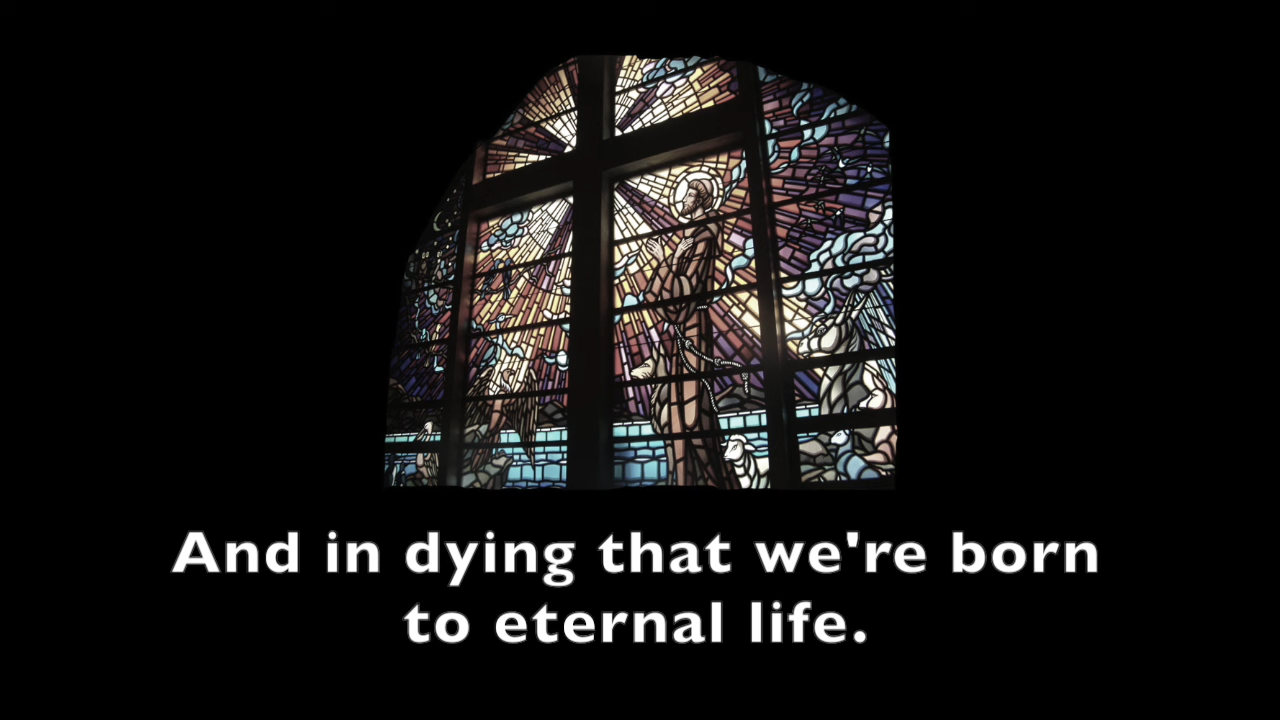 And in dying that we're born
to eternal life.